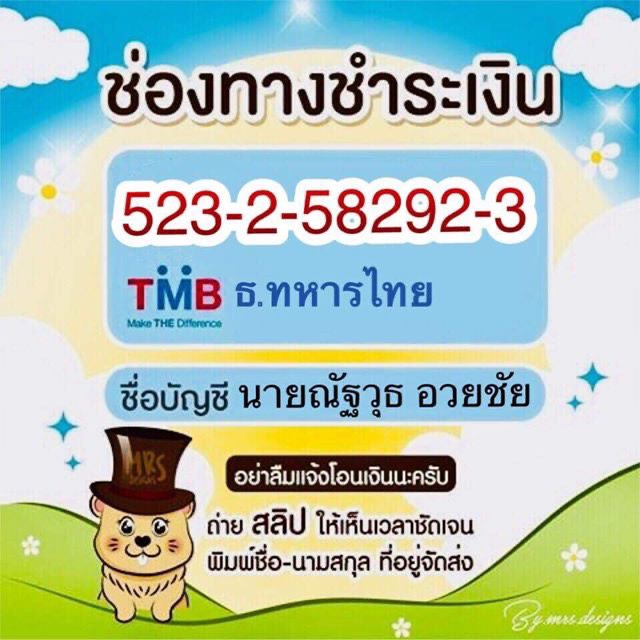 ช่องทางชำระเงิน
523-2-58292-3
TMB ธ.ทหารไทย
Make THE Difference
ชื่อบัญชี นายณัฐวุธ อวยชัย
MRS
อย่าลืมแจ้งโอนเงินนะครับ
ถ่าย สลิป ให้เห็นเวลาชัดเจน
พิมพ์ชื่อ-นามสกุล ที่อยู่จัดส่ง
By.mrs.designs